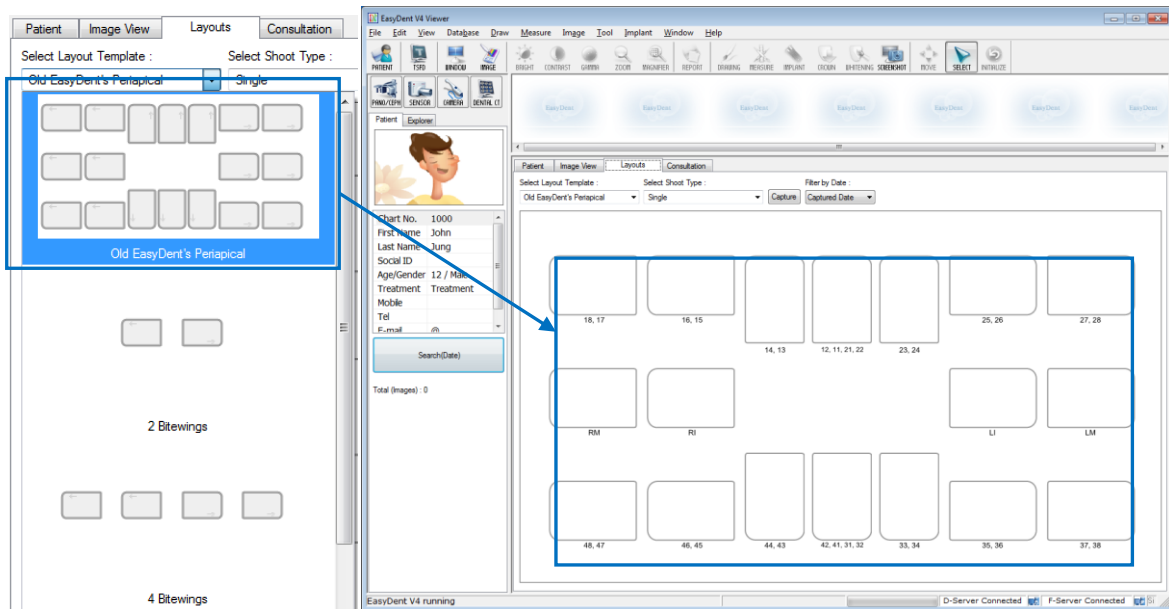 Patient Image View Layouts Consultation
Select Layout Template : Select Shoot Type :
Old EasyDent's Periapical Single
Old EasyDent's Periapical
2 Bitewings
4 Bitewings
EasyDent V4 Viewer
File Edit View Database Draw Measure Image Tool Implant Window Help
PATIENT TSFD WINDOW IMAGE BRIGHT CONTRAST GAMMA ZOOM MAGNIFIER REPORT DRAWING MEASURE IMPLANT CROWN WHITENING SCREENSHOT MOVE SELECT INITIALIZE
PANO/CEPH SENSOR CAMERA DENTAL CT
EasyDent EasyDent EasyDent EasyDent EasyDent EasyDent
Patient Explorer
Chart No. 1000
First Name John
Last Name Jung
Social ID
Age/Gender 12 / Male
Treatment Treatment
Mobile
Tel
E-mail @
Search(Date)
Total (Images) : 0
Patient Image View Layouts Consultation
Select Layout Template : Select Shoot Type : Filter by Date :
Old EasyDent's Periapical Single Capture Captured Date
18, 17 16, 15 25, 26 27, 28
14, 13 12, 11, 21, 22 23, 24
RM RI LI LM
48, 47 46, 45 44, 43 42, 41, 31, 32 33, 34 35, 36 37, 38
EasyDent V4 running D-Server Connected F-Server Connected Si